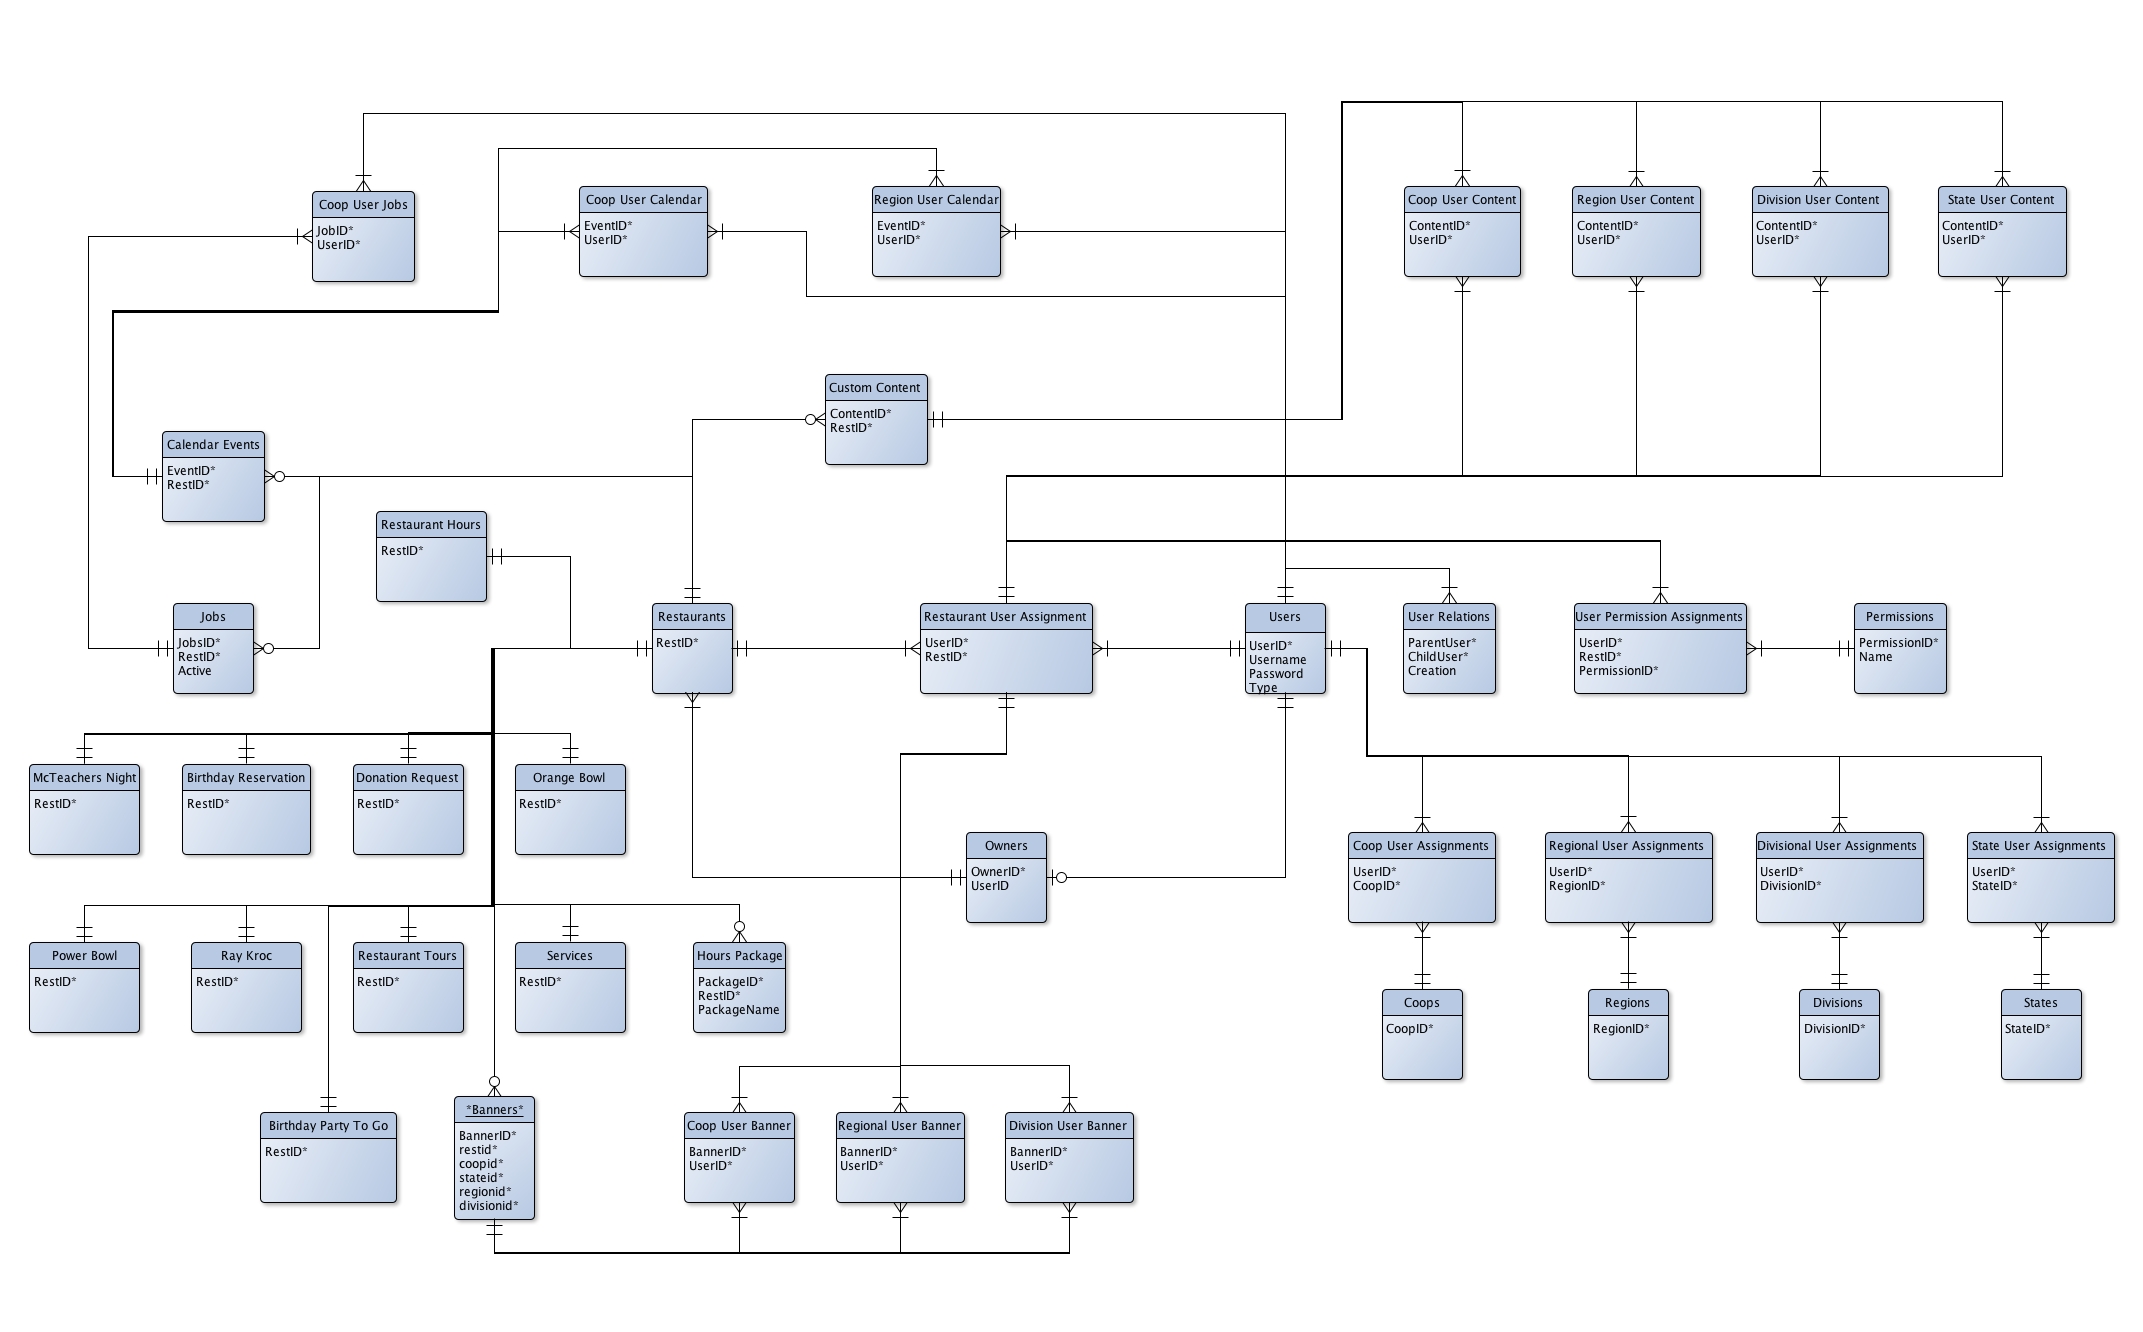 Coop User Jobs
JobID*
UserID*
Coop User Calendar
EventID*
UserID*
Region User Calendar
EventID*
UserID*
Coop User Content
ContentID*
UserID*
Region User Content
ContentID*
UserID*
Division User Content
ContentID*
UserID*
State User Content
ContentID*
UserID*
Custom Content
ContentID*
RestID*
Calendar Events
EventID*
RestID*
Restaurant Hours
RestID*
Jobs
JobsID*
RestID*
Active
Restaurants
RestID*
Restaurant User Assignment
UserID*
RestID*
Users
UserID*
Username
Password
Type
User Relations
ParentUser*
ChildUser*
Creation
User Permission Assignments
UserID*
RestID*
PermissionID*
Permissions
PermissionID*
Name
McTeachers Night
RestID*
Birthday Reservation
RestID*
Donation Request
RestID*
Orange Bowl
RestID*
Owners
OwnerID*
UserID
Coop User Assignments
UserID*
CoopID*
Regional User Assignments
UserID*
RegionID*
Divisional User Assignments
UserID*
DivisionID*
State User Assignments
UserID*
StateID*
Power Bowl
RestID*
Ray Kroc
RestID*
Restaurant Tours
RestID*
Services
RestID*
Hours Package
PackageID*
RestID*
PackageName
Coops
CoopID*
Regions
RegionID*
Divisions
DivisionID*
States
StateID*
Birthday Party To Go
RestID*
*Banners*
BannerID*
restid*
coopid*
stateid*
regionid*
divisionid*
Coop User Banner
BannerID*
UserID*
Regional User Banner
BannerID*
UserID*
Division User Banner
BannerID*
UserID*